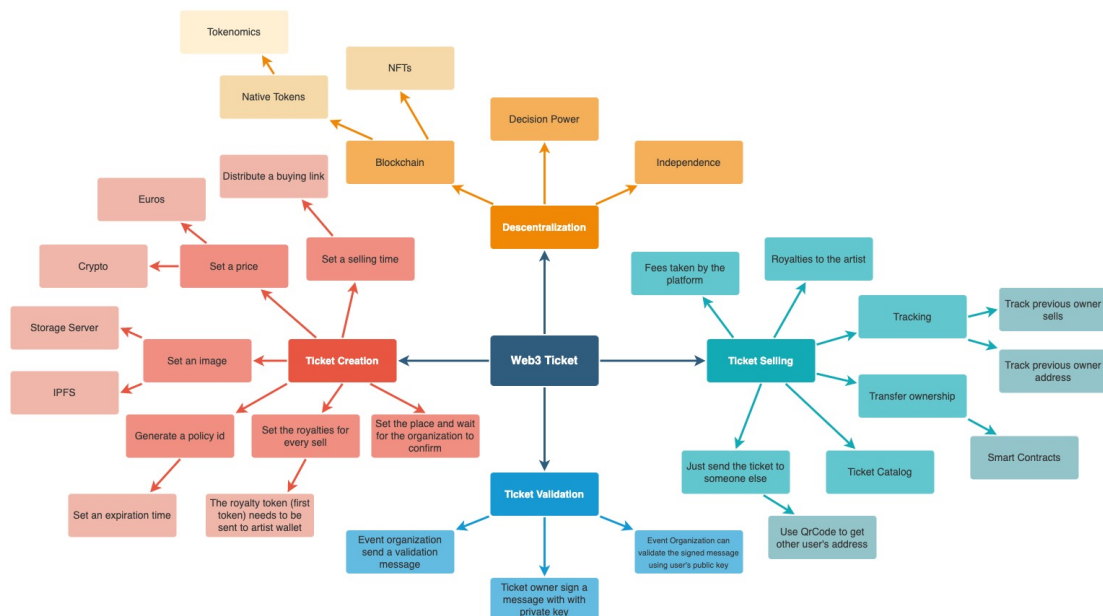 Tokenomics
NFTs
Native Tokens
Decision Power
Blockchain
Independence
Distribute a buying link
Euros
Descentralization
Set a price
Set a selling time
Crypto
Fees taken by the
platform
Royalties to the artist
Tracking
Track previous owner
sells
Storage Server
Set an image
Ticket Creation
Web3 Ticket
Ticket Selling
Track previous owner
address
IPFS
Transfer ownership
Generate a policy id
Set the royalties for
every sell
Set the place and wait
for the organization to
confirm
Just send the ticket to
someone else
Ticket Catalog
Smart Contracts
Ticket Validation
Set an expiration time
The royalty token (first
token) needs to be
sent to artist wallet
Use QrCode to get
other user's address
Event organization
send a validation
message
Event Organization can
validate the signed message
using user's public key
Ticket owner sign a
message with with
private key